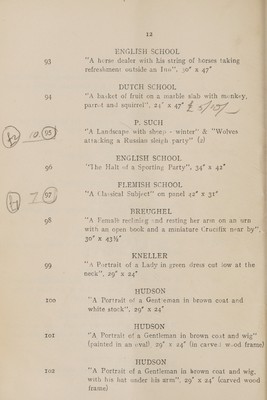 12
ENGLISH SCHOOL
93 "A horse dealer with his string of horses taking
refreshment outside an Inn", 30" x 47"
DUTCH SCHOOL
94 "A basket of fruit on a marble slab with monkey,
parrot and squirrel", 24" x 47"
P. SUCH
95 "A Landscape with sheep - winter" & "Wolves
attacking a Russian sleigh party" (2)
ENGLISH SCHOOL
96 "The Halt of a Sporting Party", 34" x 42"
FLEMISH SCHOOL
97 "A Classical Subject" on panel 42" x 31"
BREUGHEL
98 "A Female reclining and resting her arm on an urn
with an open book and a miniature Crucifix near by".
30" x 43½"
KNELLER
99 "A Portrait of a Lady in green dress cut low at the
neck", 29" x 24"
HUDSON
100 "A Portrait of a Gentleman in brown coat and
white stock", 29" x 24"
HUDSON
101 "A Portrait of a Gentleman in brown coat and wig"
(painted in an oval) 29" x 24" (in carved wood frame)
HUDSON
102 "A Portrait of a Gentleman in brown coat and wig,
with his hat under his arm", 29" x 24" (carved wood
frame)